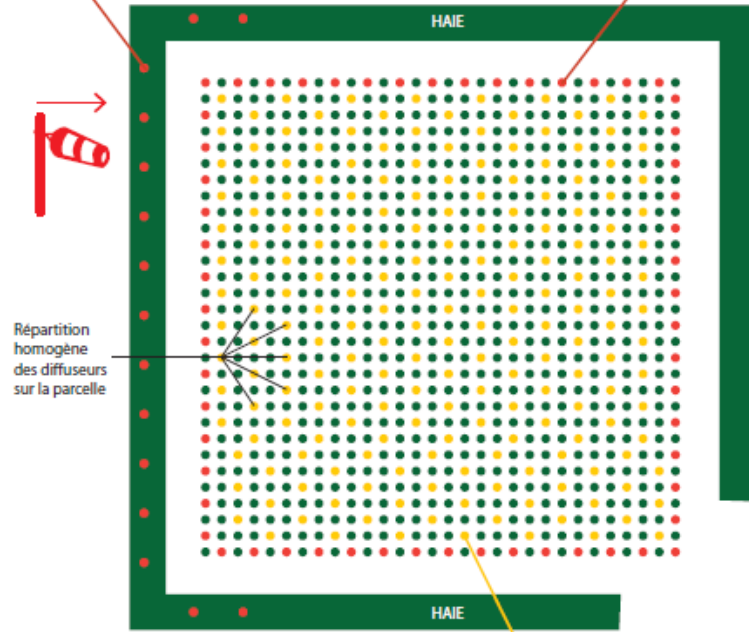 HAIE
Répartition
homogène
des diffuseurs
sur la parcelle
HAIE